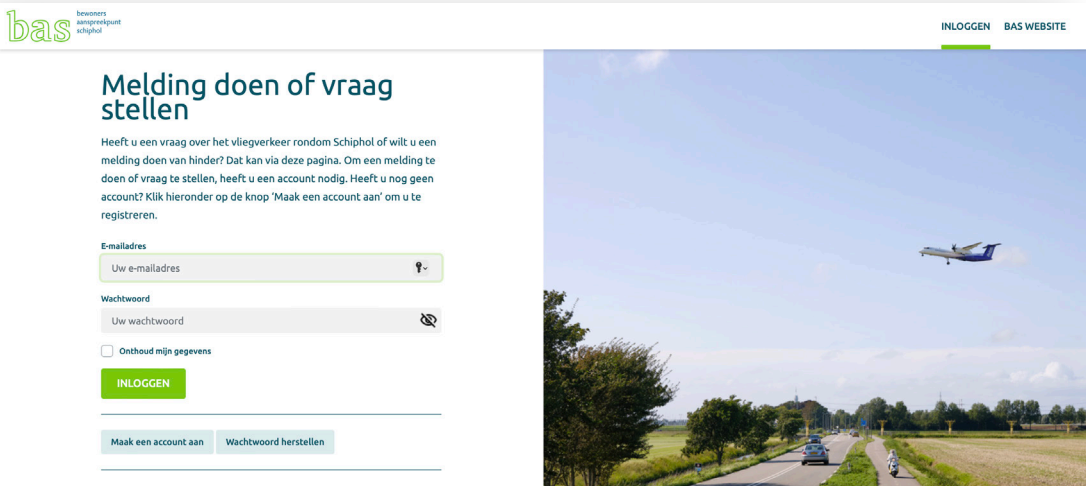 bas
bewoners
aanspreekpunt
schiphol
INLOGGEN
BAS WEBSITE
Melding doen of vraag
stellen
Heeft u een vraag over het vliegverkeer rondom Schiphol of wilt u een
melding doen van hinder? Dat kan via deze pagina. Om een melding te
doen of vraag te stellen, heeft u een account nodig. Heeft u nog geen
account? Klik hieronder op de knop ‘Maak een account aan’ om u te
registreren.
E-mailadres
Uw e-mailadres
Wachtwoord
Uw wachtwoord
Onthoud mijn gegevens
INLOGGEN
Maak een account aan
Wachtwoord herstellen